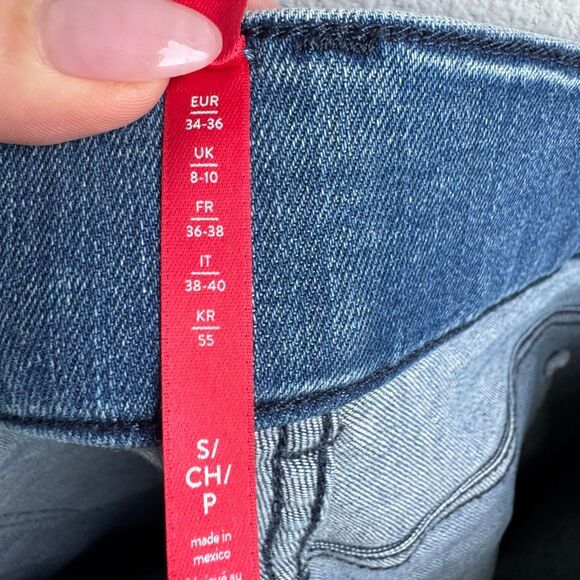 EUR
34-36
UK
8-10
FR
36-38
IT
38-40
KR
55
S/
CH/
P
made in
mexico